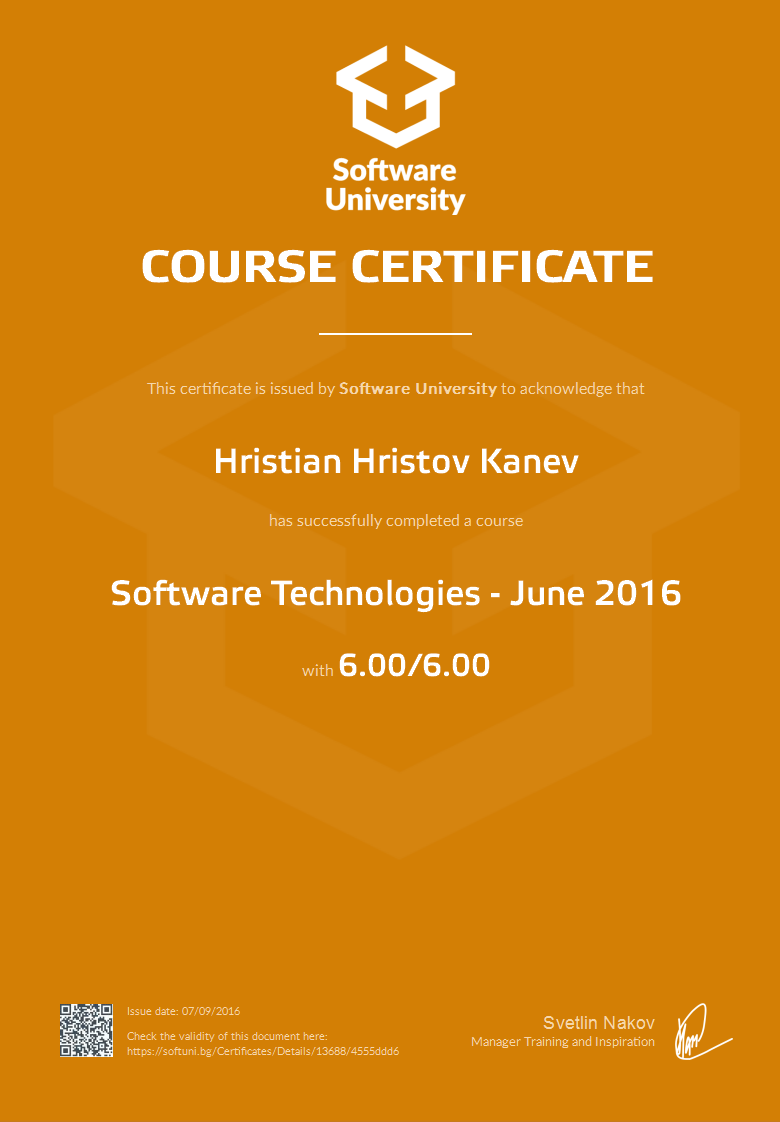 Software
University
COURSE CERTIFICATE
This certificate is issued by Software University to acknowledge that
Hristian Hristov Kanev
has successfully completed a course
Software Technologies - June 2016
with 6.00/6.00
Issue date: 07/09/2016
Check the validity of this document here:
https://softuni.bg/Certificates/Details/13688/4555ddd6
Svetlin Nakov
Manager Training and Inspiration